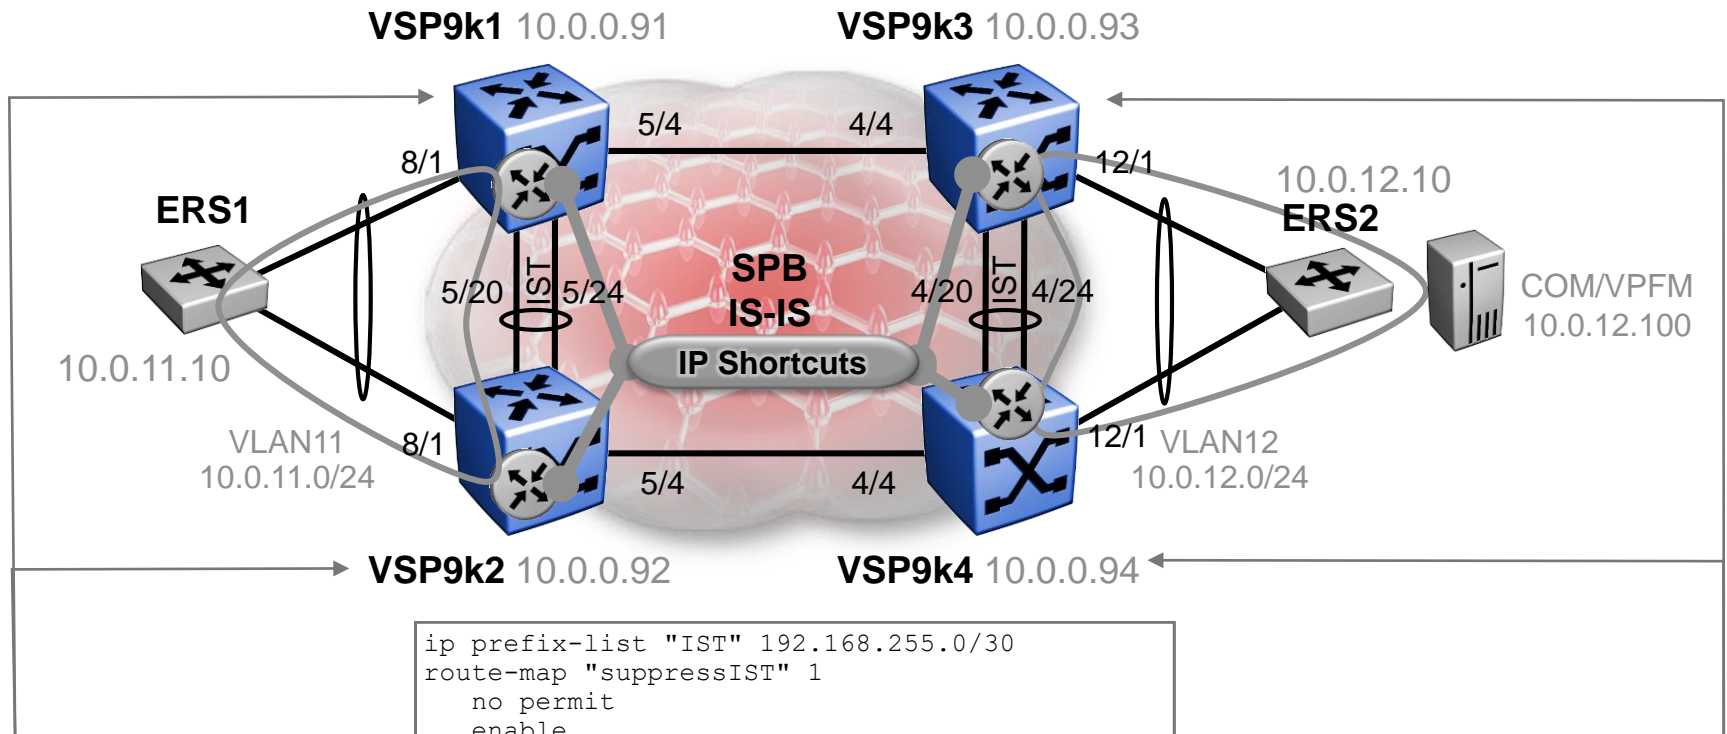 VSP9k1 10.0.0.91
VSP9k3 10.0.0.93
5/4
4/4
8/1
12/1
10.0.12.10
ERS1
ERS2
SPB
IS-IS
5/20
IST
5/24
4/20
IST
4/24
COM/VPFM
10.0.12.100
10.0.11.10
IP Shortcuts
VLAN11
10.0.11.0/24
8/1
12/1
VLAN12
10.0.12.0/24
5/4
4/4
VSP9k2 10.0.0.92
VSP9k4 10.0.0.94
ip prefix-list "IST" 192.168.255.0/30
route-map "suppressIST" 1
no permit
enable